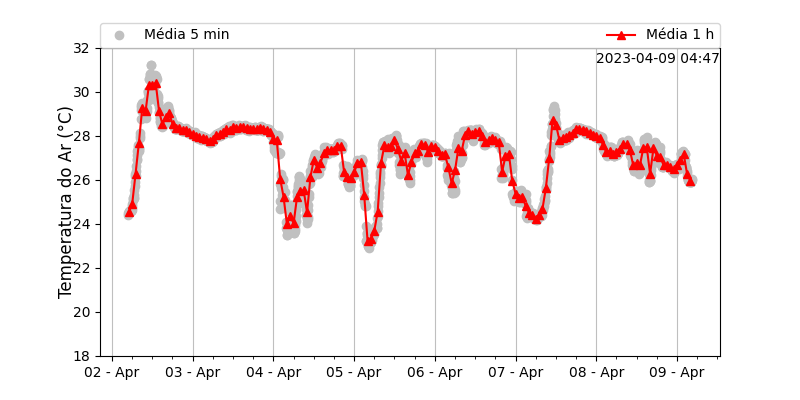 Média 5 min
Média 1 h
2023-04-09 04:47
Temperatura do Ar (°C)
32
30
28
26
24
22
20
18
02 - Apr
03 - Apr
04 - Apr
05 - Apr
06 - Apr
07 - Apr
08 - Apr
09 - Apr